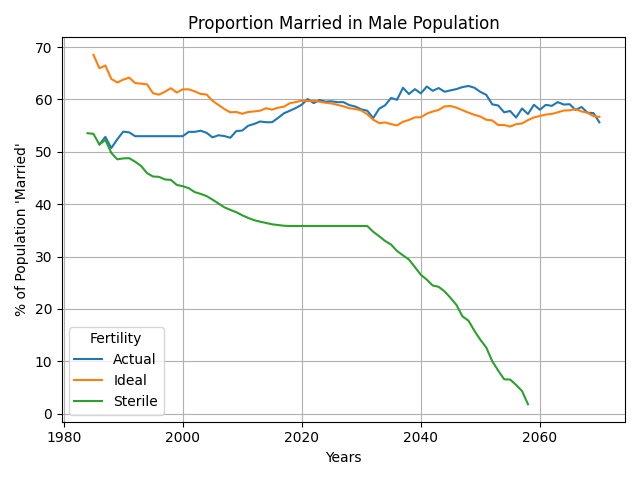 Proportion Married in Male Population
% of Population 'Married'
70
60
50
40
30
20
10
0
Fertility
Actual
Ideal
Sterile
1980 2000 2020 2040 2060
Years